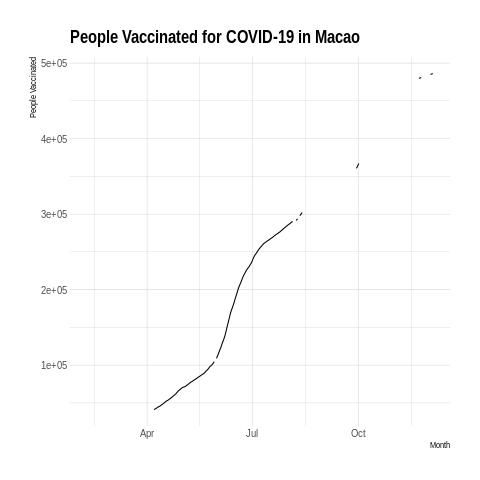 People Vaccinated for COVID-19 in Macao
People Vaccinated
5e+05
4e+05
3e+05
2e+05
1e+05
Apr
Jul
Oct
Month